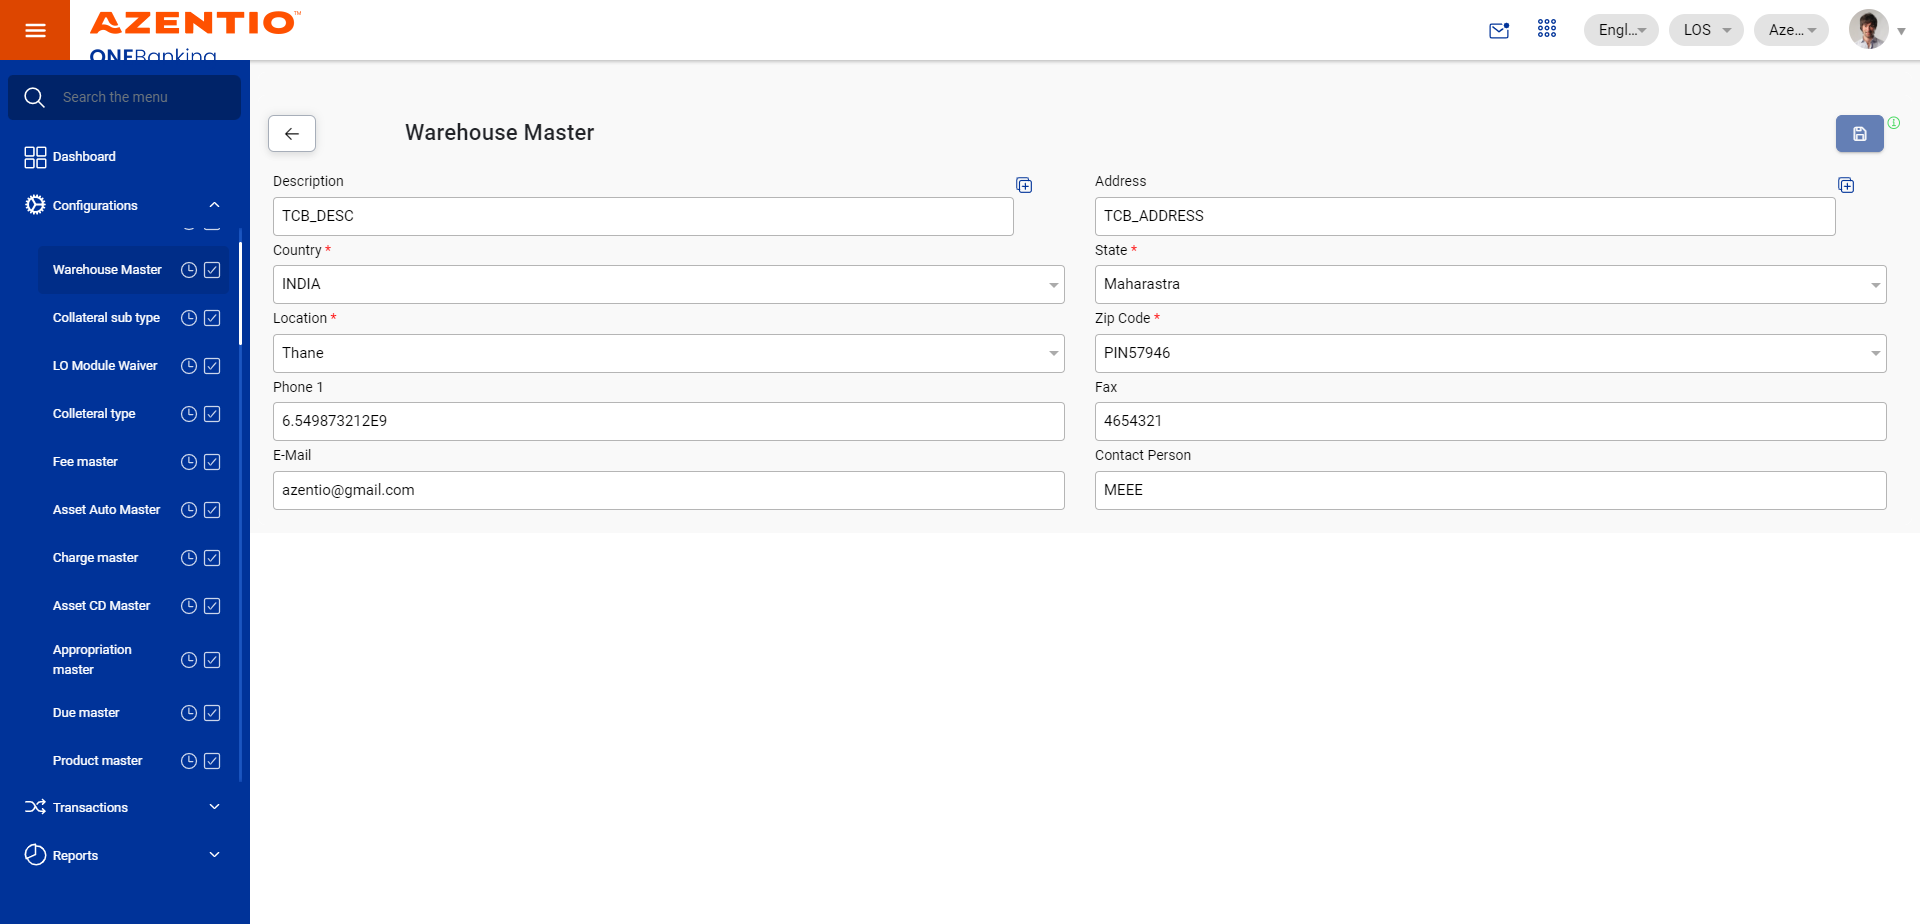 AZENTIO™
ONEBanking
Engl...
LOS
Aze...
Search the menu
Dashboard
Configurations
Warehouse Master
Collateral sub type
LO Module Waiver
Colleteral type
Fee master
Asset Auto Master
Charge master
Asset CD Master
Appropriation
master
Due master
Product master
Transactions
Reports
Warehouse Master
Description
Address
TCB_DESC
TCB_ADDRESS
Country *
State *
INDIA
Maharastra
Location *
Zip Code *
Thane
PIN57946
Phone 1
Fax
6.549873212E9
4654321
E-Mail
Contact Person
azentio@gmail.com
MEEE